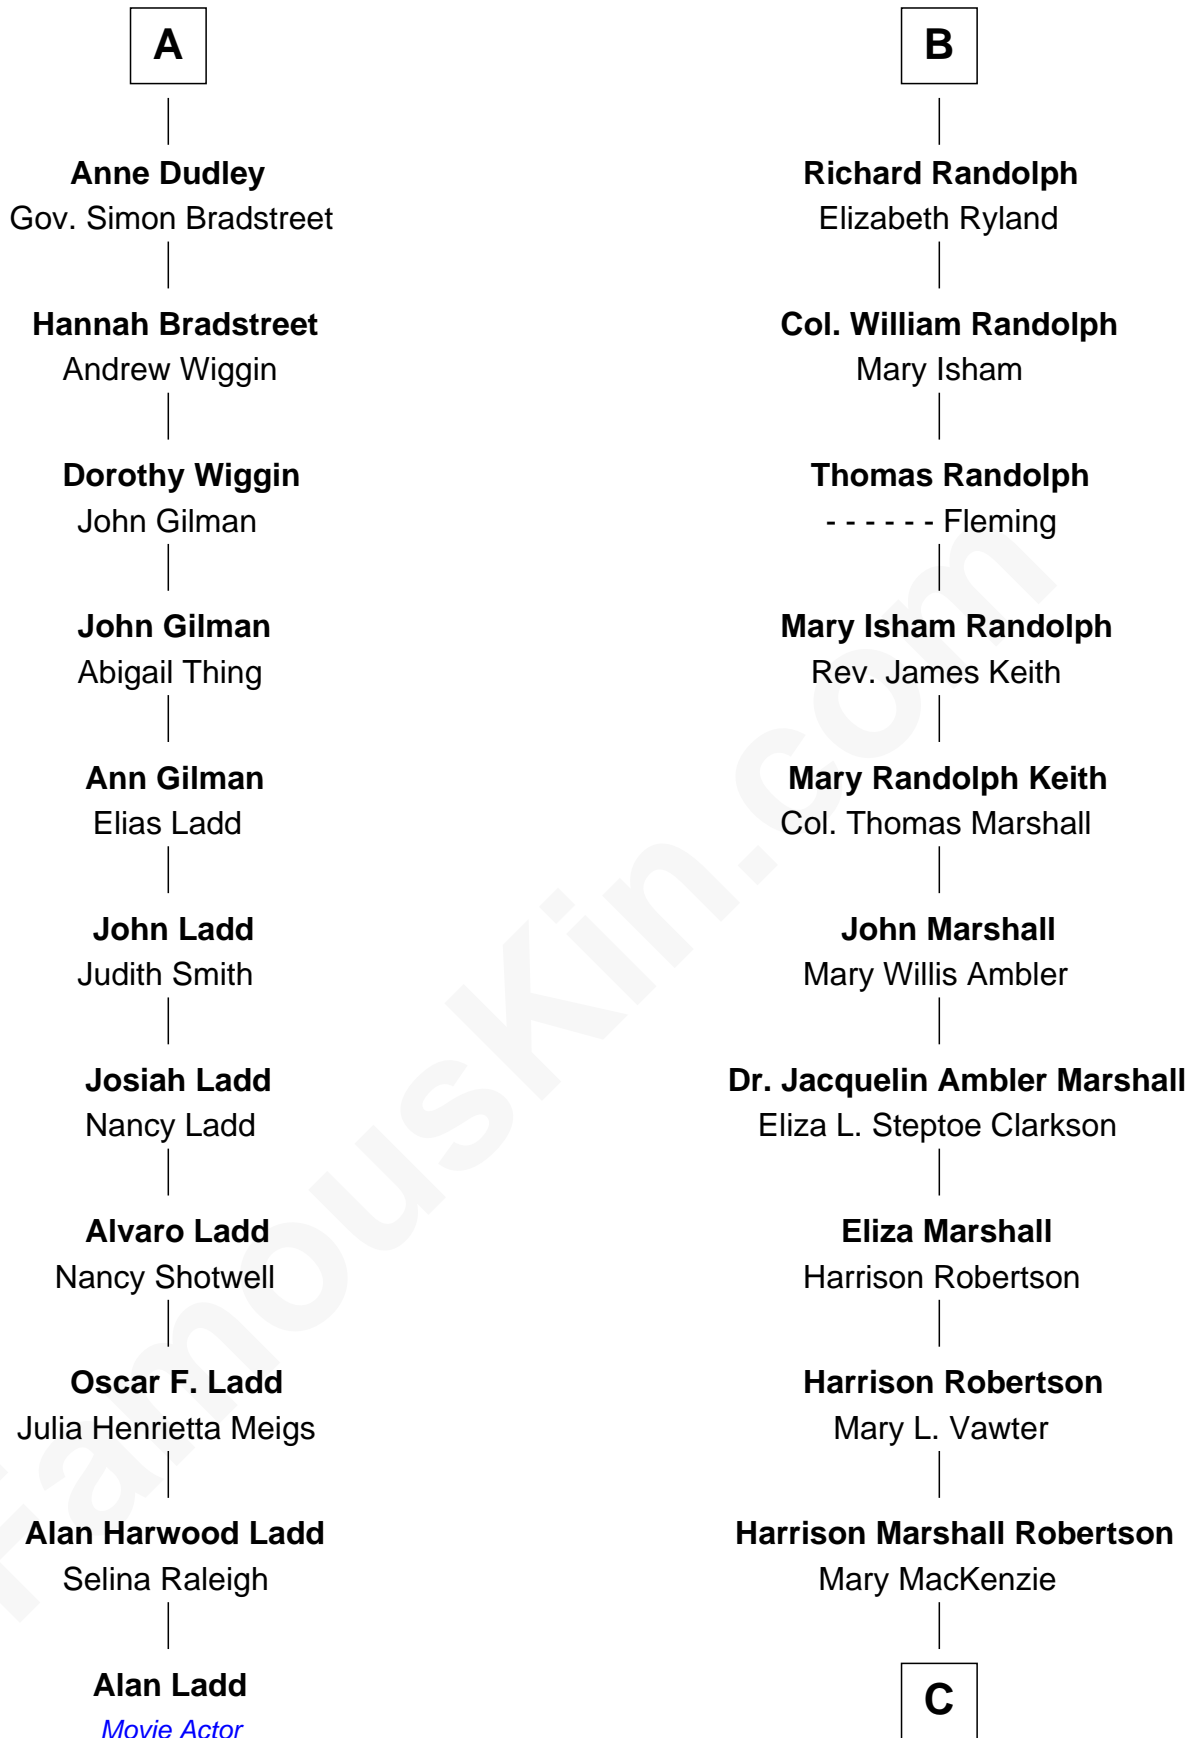 A
Anne Dudley
Gov. Simon Bradstreet
Hannah Bradstreet
Andrew Wiggin
Dorothy Wiggin
John Gilman
John Gilman
Abigail Thing
Ann Gilman
Elias Ladd
John Ladd
Judith Smith
Josiah Ladd
Nancy Ladd
Alvaro Ladd
Nancy Shotwell
Oscar F. Ladd
Julia Henrietta Meigs
Alan Harwood Ladd
Selina Raleigh
Alan Ladd
Movie Actor
B
Richard Randolph
Elizabeth Ryland
Col. William Randolph
Mary Isham
Thomas Randolph
- - - - - - Fleming
Mary Isham Randolph
Rev. James Keith
Mary Randolph Keith
Col. Thomas Marshall
John Marshall
Mary Willis Ambler
Dr. Jacquelin Ambler Marshall
Eliza L. Steptoe Clarkson
Eliza Marshall
Harrison Robertson
Harrison Robertson
Mary L. Vawter
Harrison Marshall Robertson
Mary MacKenzie
C
FamousKin.com